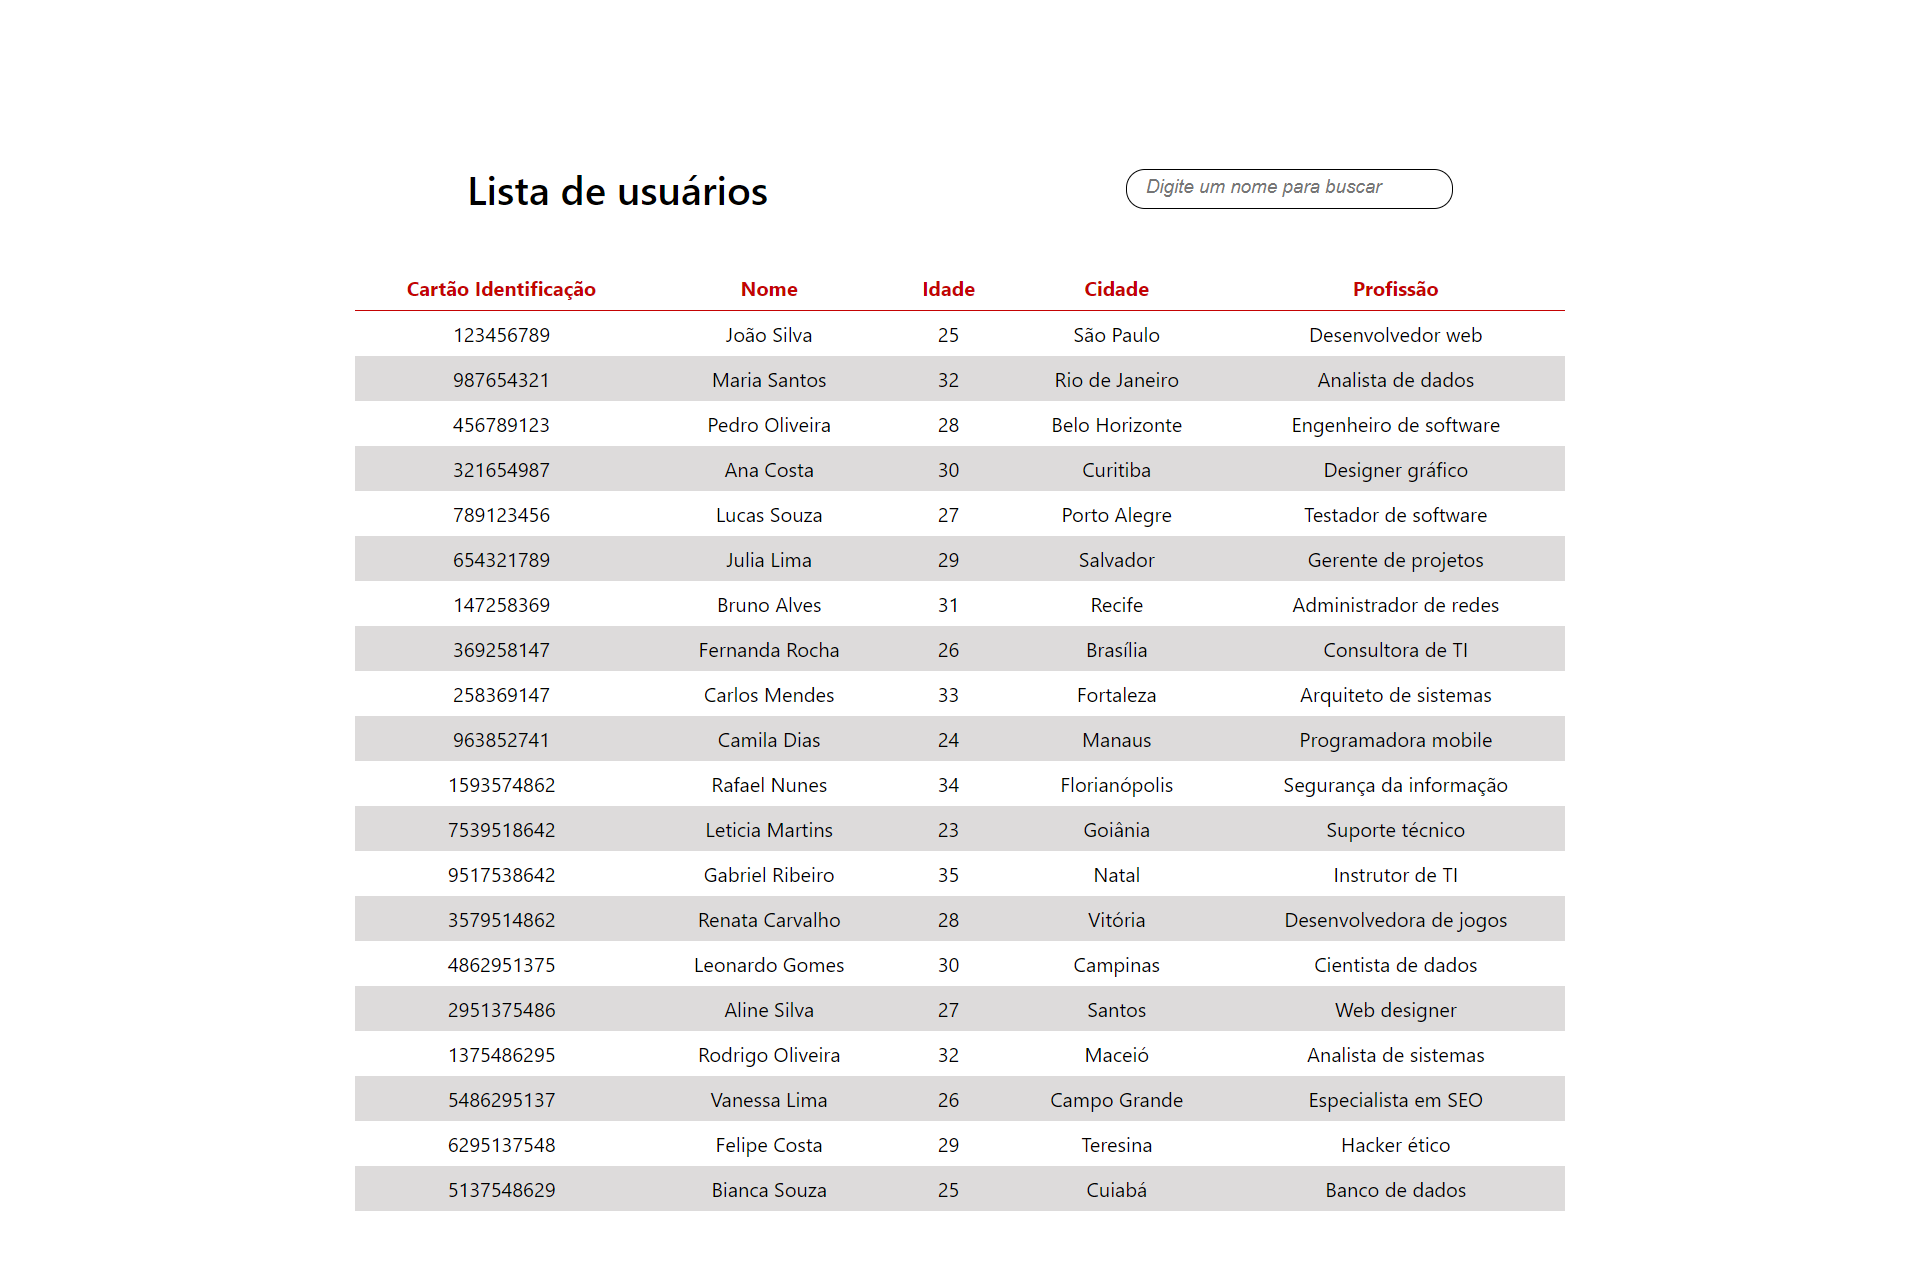 Lista de usuários
Digite um nome para buscar
Cartão Identificação Nome Idade Cidade Profissão
123456789 João Silva 25 São Paulo Desenvolvedor web
987654321 Maria Santos 32 Rio de Janeiro Analista de dados
456789123 Pedro Oliveira 28 Belo Horizonte Engenheiro de software
321654987 Ana Costa 30 Curitiba Designer gráfico
789123456 Lucas Souza 27 Porto Alegre Testador de software
654321789 Julia Lima 29 Salvador Gerente de projetos
147258369 Bruno Alves 31 Recife Administrador de redes
369258147 Fernanda Rocha 26 Brasília Consultora de TI
258369147 Carlos Mendes 33 Fortaleza Arquiteto de sistemas
963852741 Camila Dias 24 Manaus Programadora mobile
1593574862 Rafael Nunes 34 Florianópolis Segurança da informação
7539518642 Leticia Martins 23 Goiânia Suporte técnico
9517538642 Gabriel Ribeiro 35 Natal Instrutor de TI
3579514862 Renata Carvalho 28 Vitória Desenvolvedora de jogos
4862951375 Leonardo Gomes 30 Campinas Cientista de dados
2951375486 Aline Silva 27 Santos Web designer
1375486295 Rodrigo Oliveira 32 Maceió Analista de sistemas
5486295137 Vanessa Lima 26 Campo Grande Especialista em SEO
6295137548 Felipe Costa 29 Teresina Hacker ético
5137548629 Bianca Souza 25 Cuiabá Banco de dados